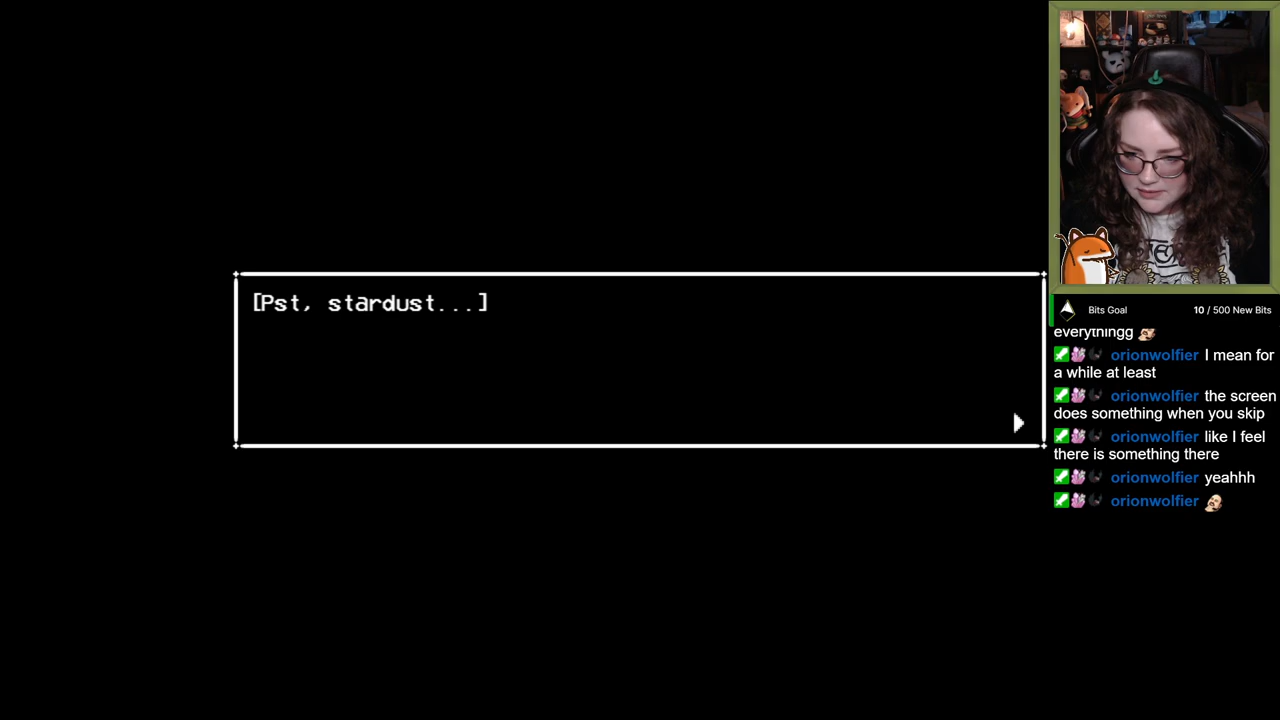 [Pst, stardust...]
Bits Goal
10 / 500 New Bits
everythingg
orionwolfier I mean for
a while at least
orionwolfier the screen
does something when you skip
orionwolfier like I feel
there is something there
orionwolfier yeahhh
orionwolfier